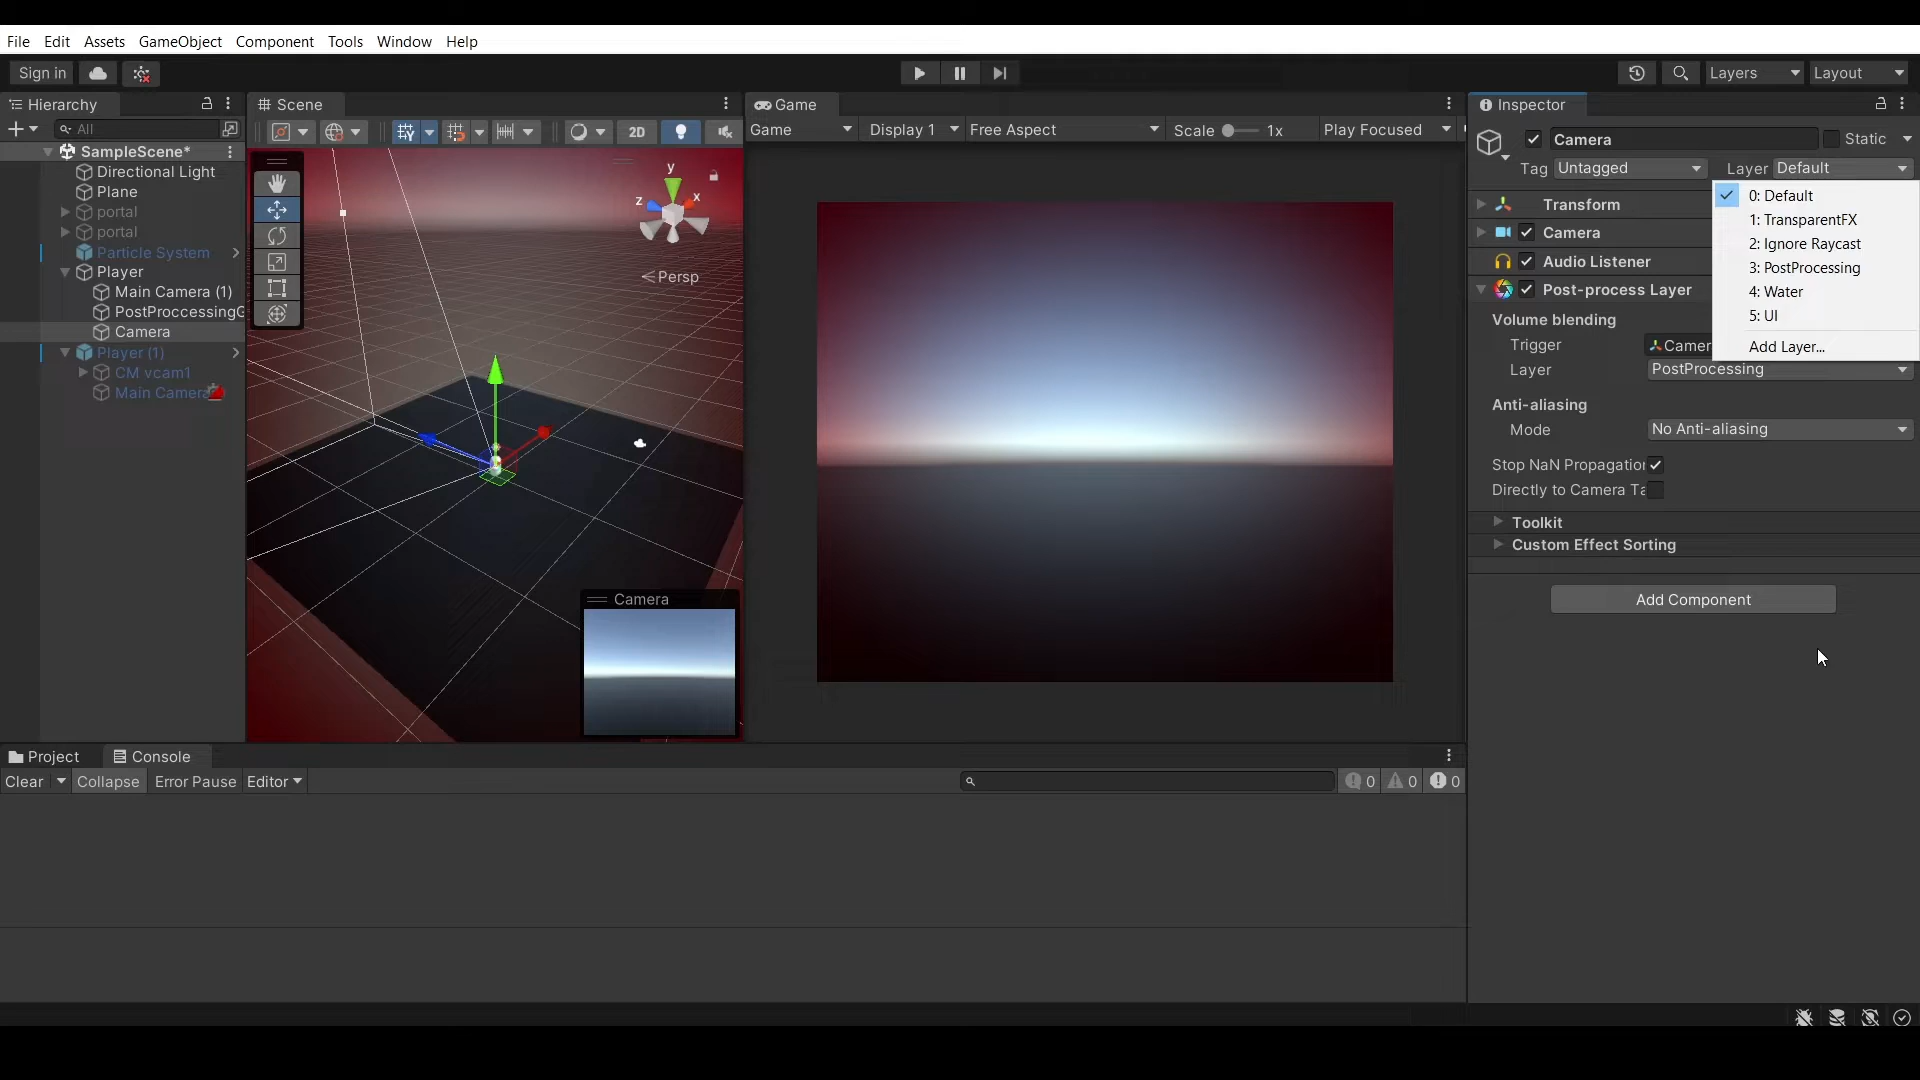 File Edit Assets GameObject Component Tools Window Help
Sign in
Layers
Layout
Hierarchy
All
SampleScene*
Directional Light
Plane
portal
portal
Particle System
Player
Main Camera (1)
PostProccessingG
Camera
Player (1)
CM vcam1
Main Camera
Scene
2D
y
z
x
Persp
Camera
Game
Game Display 1 Free Aspect Scale 1x Play Focused
Inspector
Camera Static
Tag Untagged Layer Default
0: Default
1: TransparentFX
2: Ignore Raycast
3: PostProcessing
4: Water
5: UI
Add Layer...
Transform
Camera
Audio Listener
Post-process Layer
Volume blending
Trigger Camer
Layer PostProcessing
Anti-aliasing
Mode No Anti-aliasing
Stop NaN Propagation
Directly to Camera Ta
Toolkit
Custom Effect Sorting
Add Component
Project Console
Clear Collapse Error Pause Editor
0 0 0